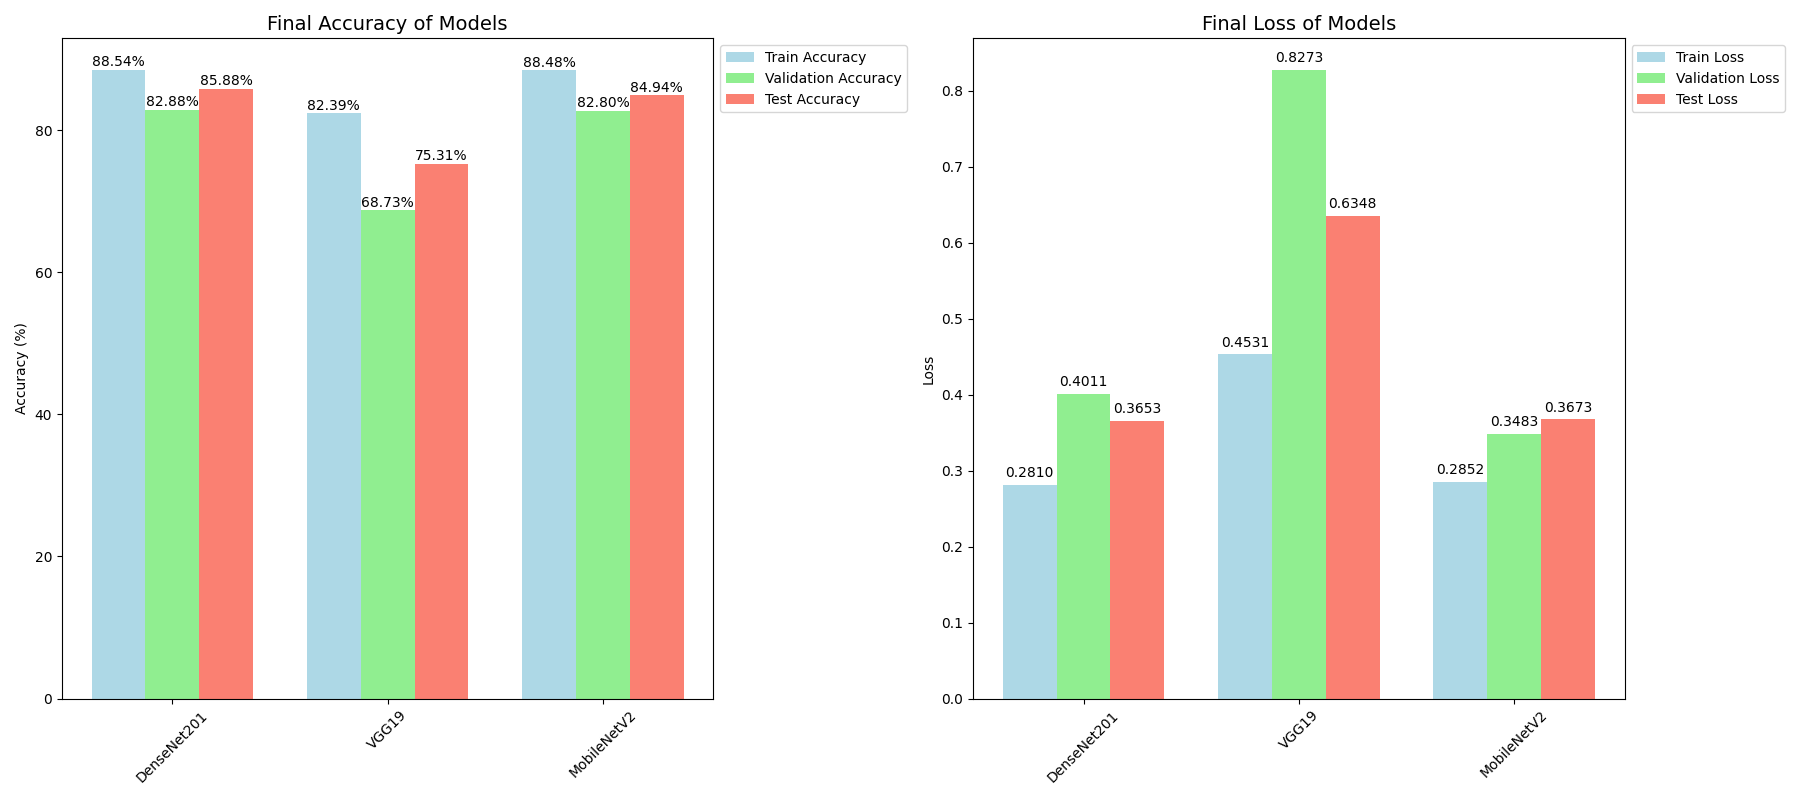 Final Accuracy of Models
88.54%
82.88%
85.88%
82.39%
68.73%
75.31%
88.48%
82.80%
84.94%
Train Accuracy
Validation Accuracy
Test Accuracy
Accuracy (%)
80
60
40
20
0
DenseNet201
VGG19
MobileNetV2
Final Loss of Models
0.2810
0.4011
0.3653
0.4531
0.8273
0.6348
0.2852
0.3483
0.3673
Train Loss
Validation Loss
Test Loss
Loss
0.8
0.7
0.6
0.5
0.4
0.3
0.2
0.1
0.0
DenseNet201
VGG19
MobileNetV2